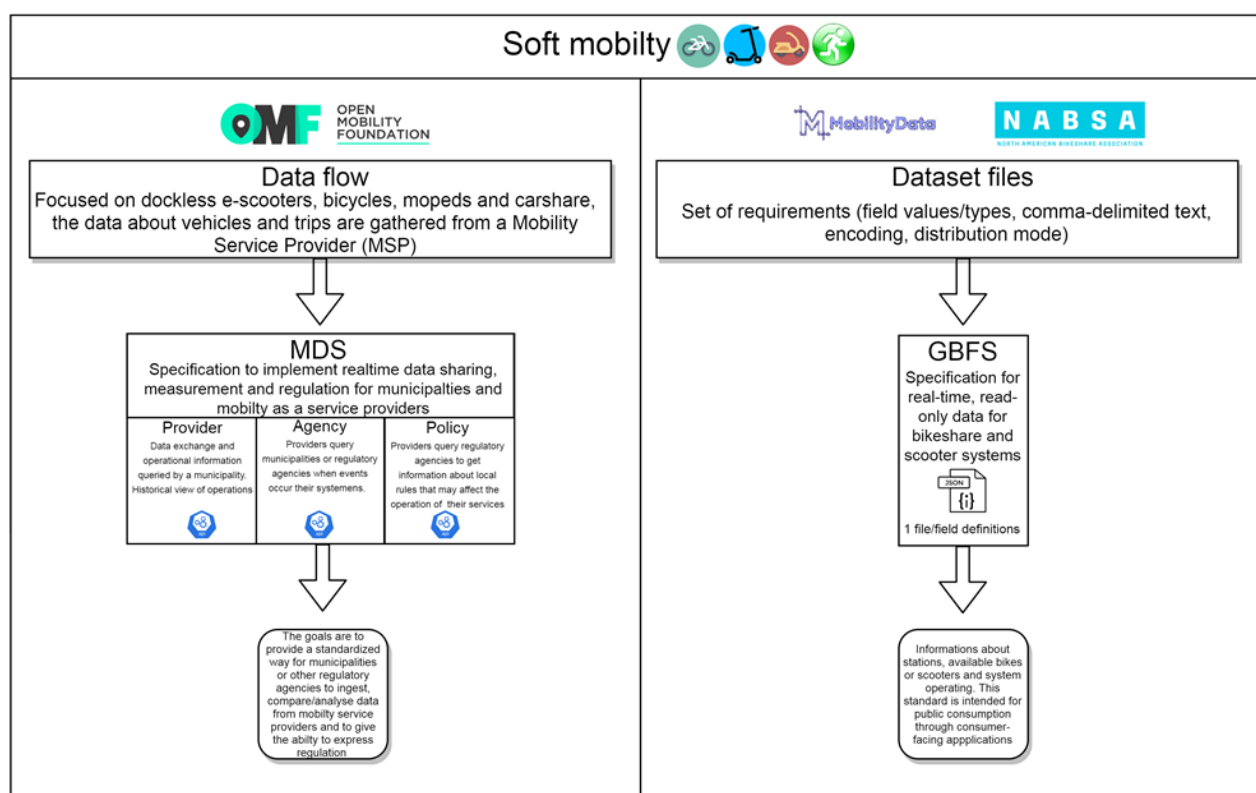 Soft mobilty
OMF OPEN
MOBILITY
FOUNDATION
Data flow
Focused on dockless e-scooters, bicycles, mopeds and carshare,
the data about vehicles and trips are gathered from a Mobility
Service Provider (MSP)
MDS
Specification to implement realtime data sharing,
measurement and regulation for municipalties and
mobilty as a service providers
Provider
Data exchange and
operational information
queried by a municipality.
Historical view of operations
Agency
Providers query
municipalities or regulatory
agencies when events
occur their systemens.
Policy
Providers query regulatory
agencies to get
information about local
rules that may affect the
operation of their services
The goals are to
provide a standardized
way for municipalities
or other regulatory
agencies to ingest,
compare/analyse data
from mobilty service
providers and to give
the abilty to express
regulation
MobilityData
NABSA
NORTH AMERICAN BIKESHARE ASSOCIATION
Dataset files
Set of requirements (field values/types, comma-delimited text,
encoding, distribution mode)
GBFS
Specification for
real-time, read-
only data for
bikeshare and
scooter systems
JSON
{i}
1 file/field definitions
Informations about
stations, available bikes
or scooters and system
operating. This
standard is intended for
public consumption
through consumer-
facing appplications